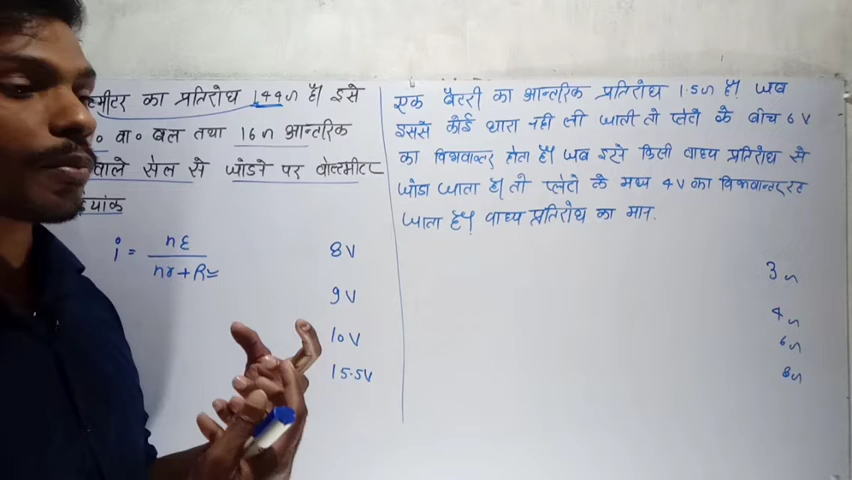 मीटर का प्रतिरोध 144Ω है। इसे
वा० बल तथा 16Ω आन्तरिक
वाले सेल से जोडने पर वोल्टमीटर
यांक
i = nε / nr+R
8V
9V
10V
15.5V
एक बैटरी का आन्तरिक प्रतिरोध 1.5Ω है। जब
इससे कोई धारा नही ली जाती तो प्लेटो के बीच 6V
का विभवान्तर होता है। जब इसे किसी वाह्य प्रतिरोध से
जोडा जाता है। तो प्लेटो के मध्य 4V का विभवान्तर रह
जाता है। वाह्य प्रतिरोध का मान.
3Ω
4Ω
6Ω
8Ω